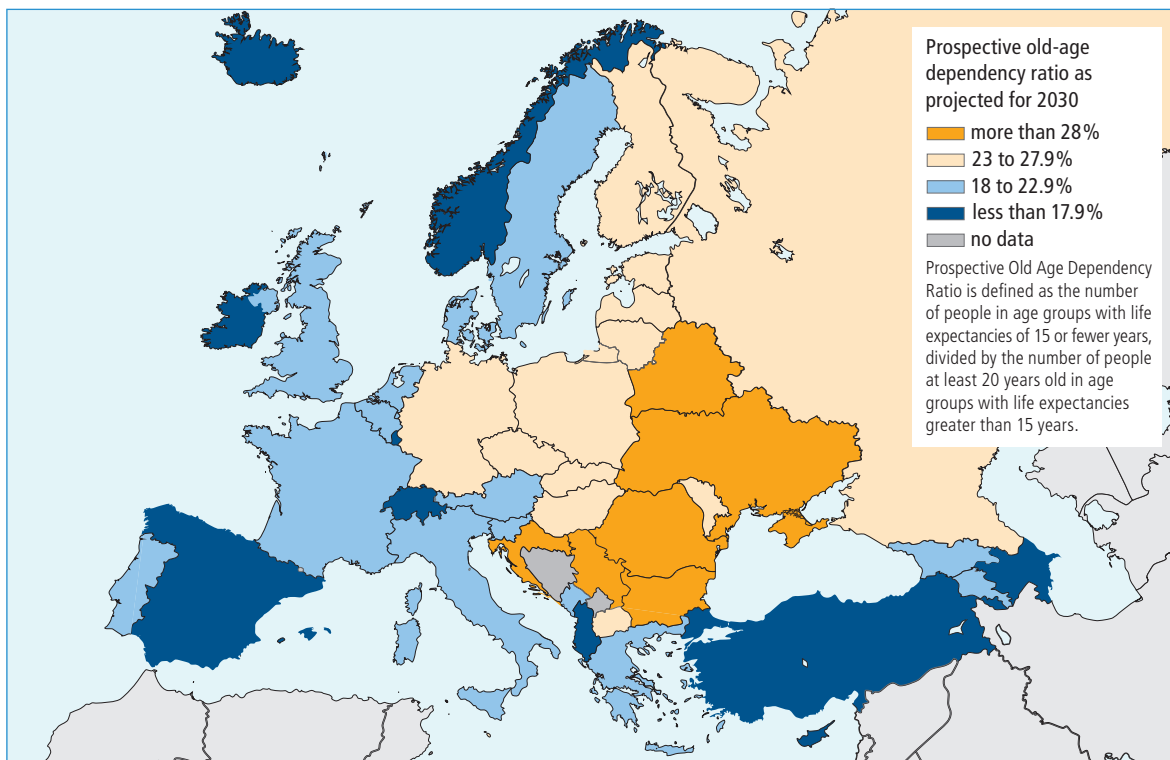 Prospective old-age
dependency ratio as
projected for 2030
more than 28%
23 to 27.9%
18 to 22.9%
less than 17.9%
no data
Prospective Old Age Dependency
Ratio is defined as the number
of people in age groups with life
expectancies of 15 or fewer years,
divided by the number of people
at least 20 years old in age
groups with life expectancies
greater than 15 years.